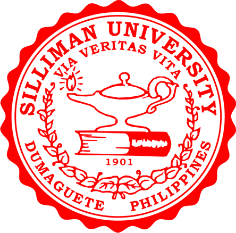 SILLIMAN UNIVERSITY
VIA VERITAS VITA
1901
DUMAGUETE PHILIPPINES